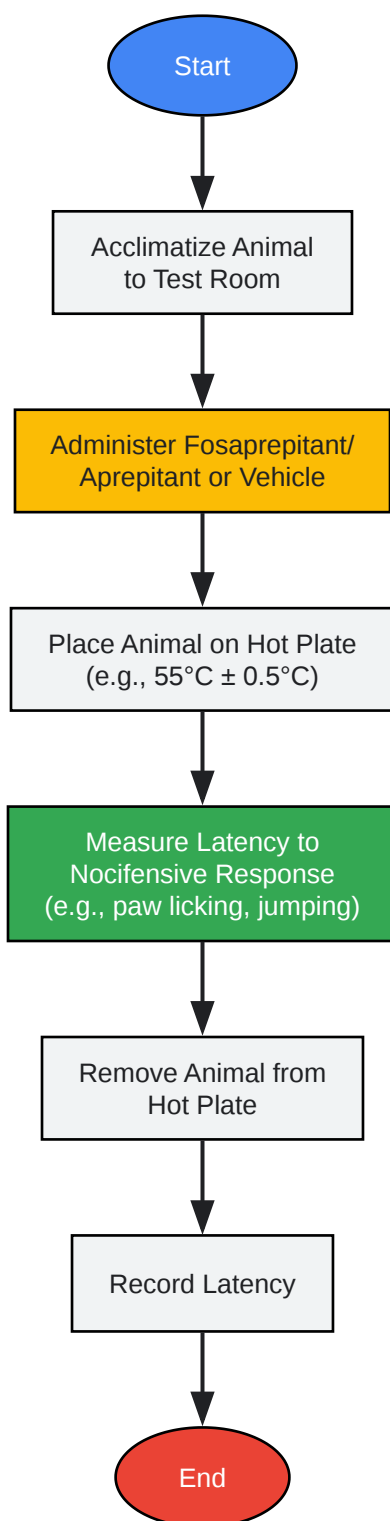 Start
Acclimatize Animal
to Test Room
Administer Fosaprepitant/
Aprepitant or Vehicle
Place Animal on Hot Plate
(e.g., 55°C ± 0.5°C)
Measure Latency to
Nocifensive Response
(e.g., paw licking, jumping)
Remove Animal from
Hot Plate
Record Latency
End